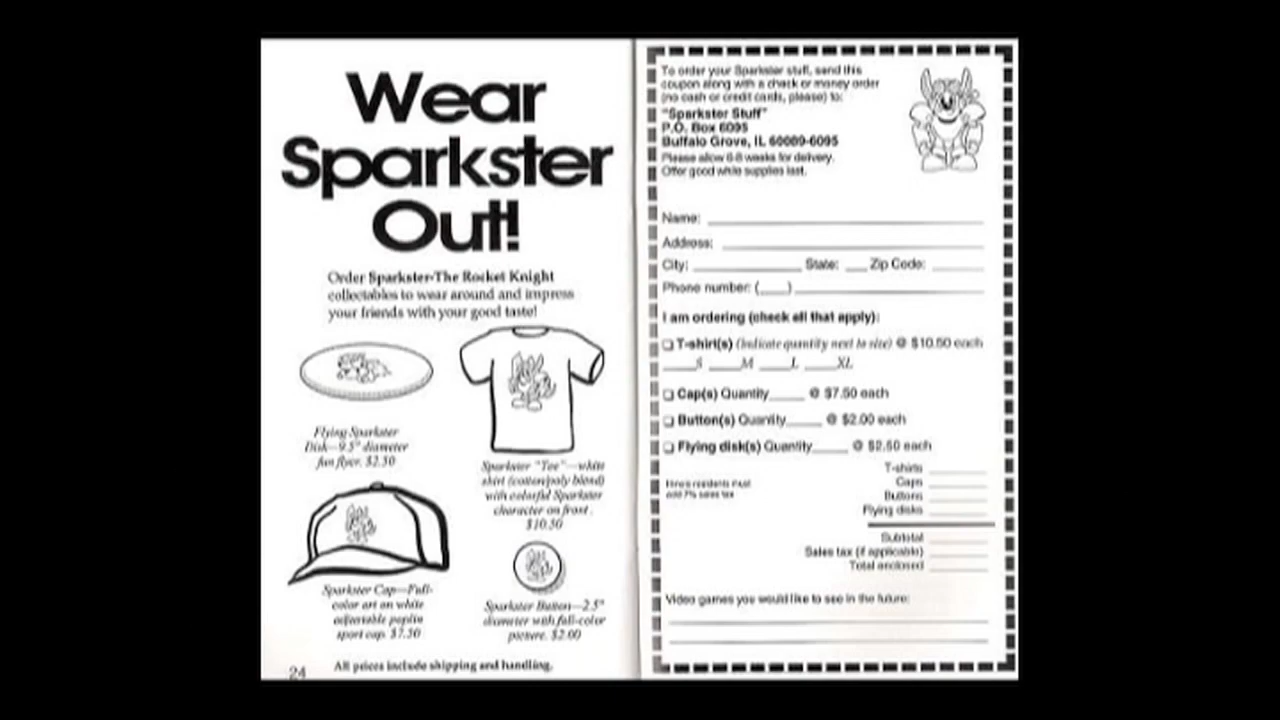 Wear
Sparkster
Out!
Order Sparkster-The Rocket Knight
collectables to wear around and impress
your friends with your good taste!
Flying Sparkster
Disk—9.5" diameter
fun flyer. $2.50
Sparkster "Tee"—white
shirt (cotton/poly blend)
with colorful Sparkster
character on front.
$10.50
Sparkster Cap—Full-
color art on white
adjustable poplin
sport cap. $7.50
Sparkster Button—2.5"
diameter with full-color
picture. $2.00
All prices include shipping and handling.
24
To order your Sparkster stuff, send this
coupon along with a check or money order
(no cash or credit cards, please) to:
"Sparkster Stuff"
P.O. Box 6095
Buffalo Grove, IL 60089-6095
Please allow 6-8 weeks for delivery.
Offer good while supplies last.
Name:
Address:
City: State: Zip Code:
Phone number: ( )
I am ordering (check all that apply):
T-shirt(s) (indicate quantity next to size) @ $10.50 each
S M L XL
Cap(s) Quantity @ $7.50 each
Button(s) Quantity @ $2.00 each
Flying disk(s) Quantity @ $2.50 each
Illinois residents must
add 7% sales tax
T-shirts
Caps
Buttons
Flying disks
Subtotal
Sales tax (if applicable)
Total enclosed
Video games you would like to see in the future: